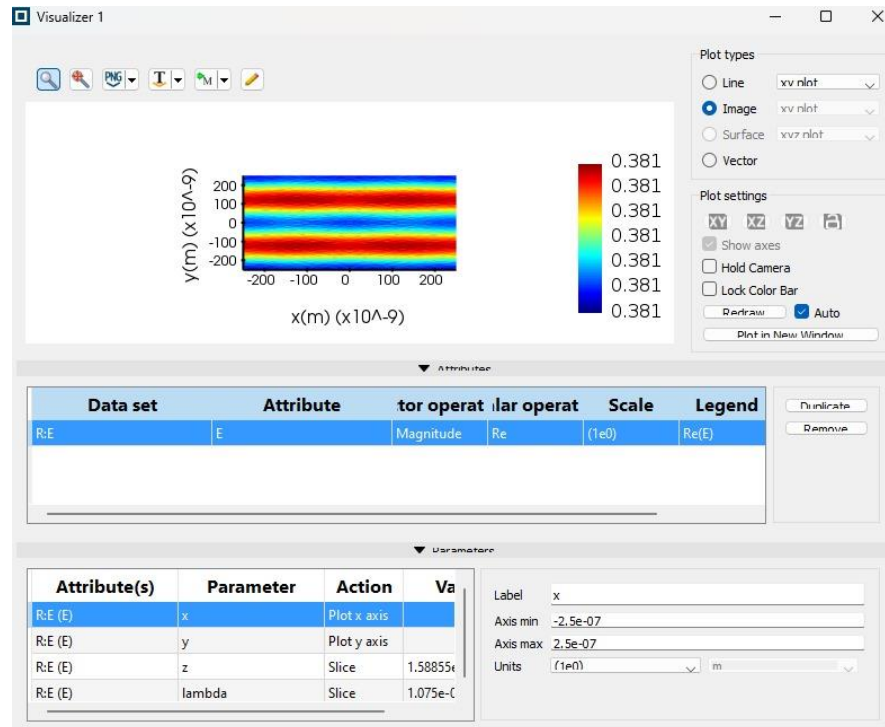 Visualizer 1
PNG T M
Plot types
Line xy plot
Image xy plot
Surface xyz plot
Vector
Plot settings
XY XZ YZ
Show axes
Hold Camera
Lock Color Bar
Redraw Auto
Plot in New Window
200
100
0
-100
-200
y(m) (x10^-9)
-200 -100 0 100 200
x(m) (x10^-9)
0.381
0.381
0.381
0.381
0.381
0.381
0.381
Attributes
Data set Attribute tor operat lar operat Scale Legend
R:E E Magnitude Re (1e0) Re(E)
Duplicate
Remove
Parameters
Attribute(s) Parameter Action Va
R:E (E) x Plot x axis
R:E (E) y Plot y axis
R:E (E) z Slice 1.58855e
R:E (E) lambda Slice 1.075e-0
Label x
Axis min -2.5e-07
Axis max 2.5e-07
Units (1e0) m